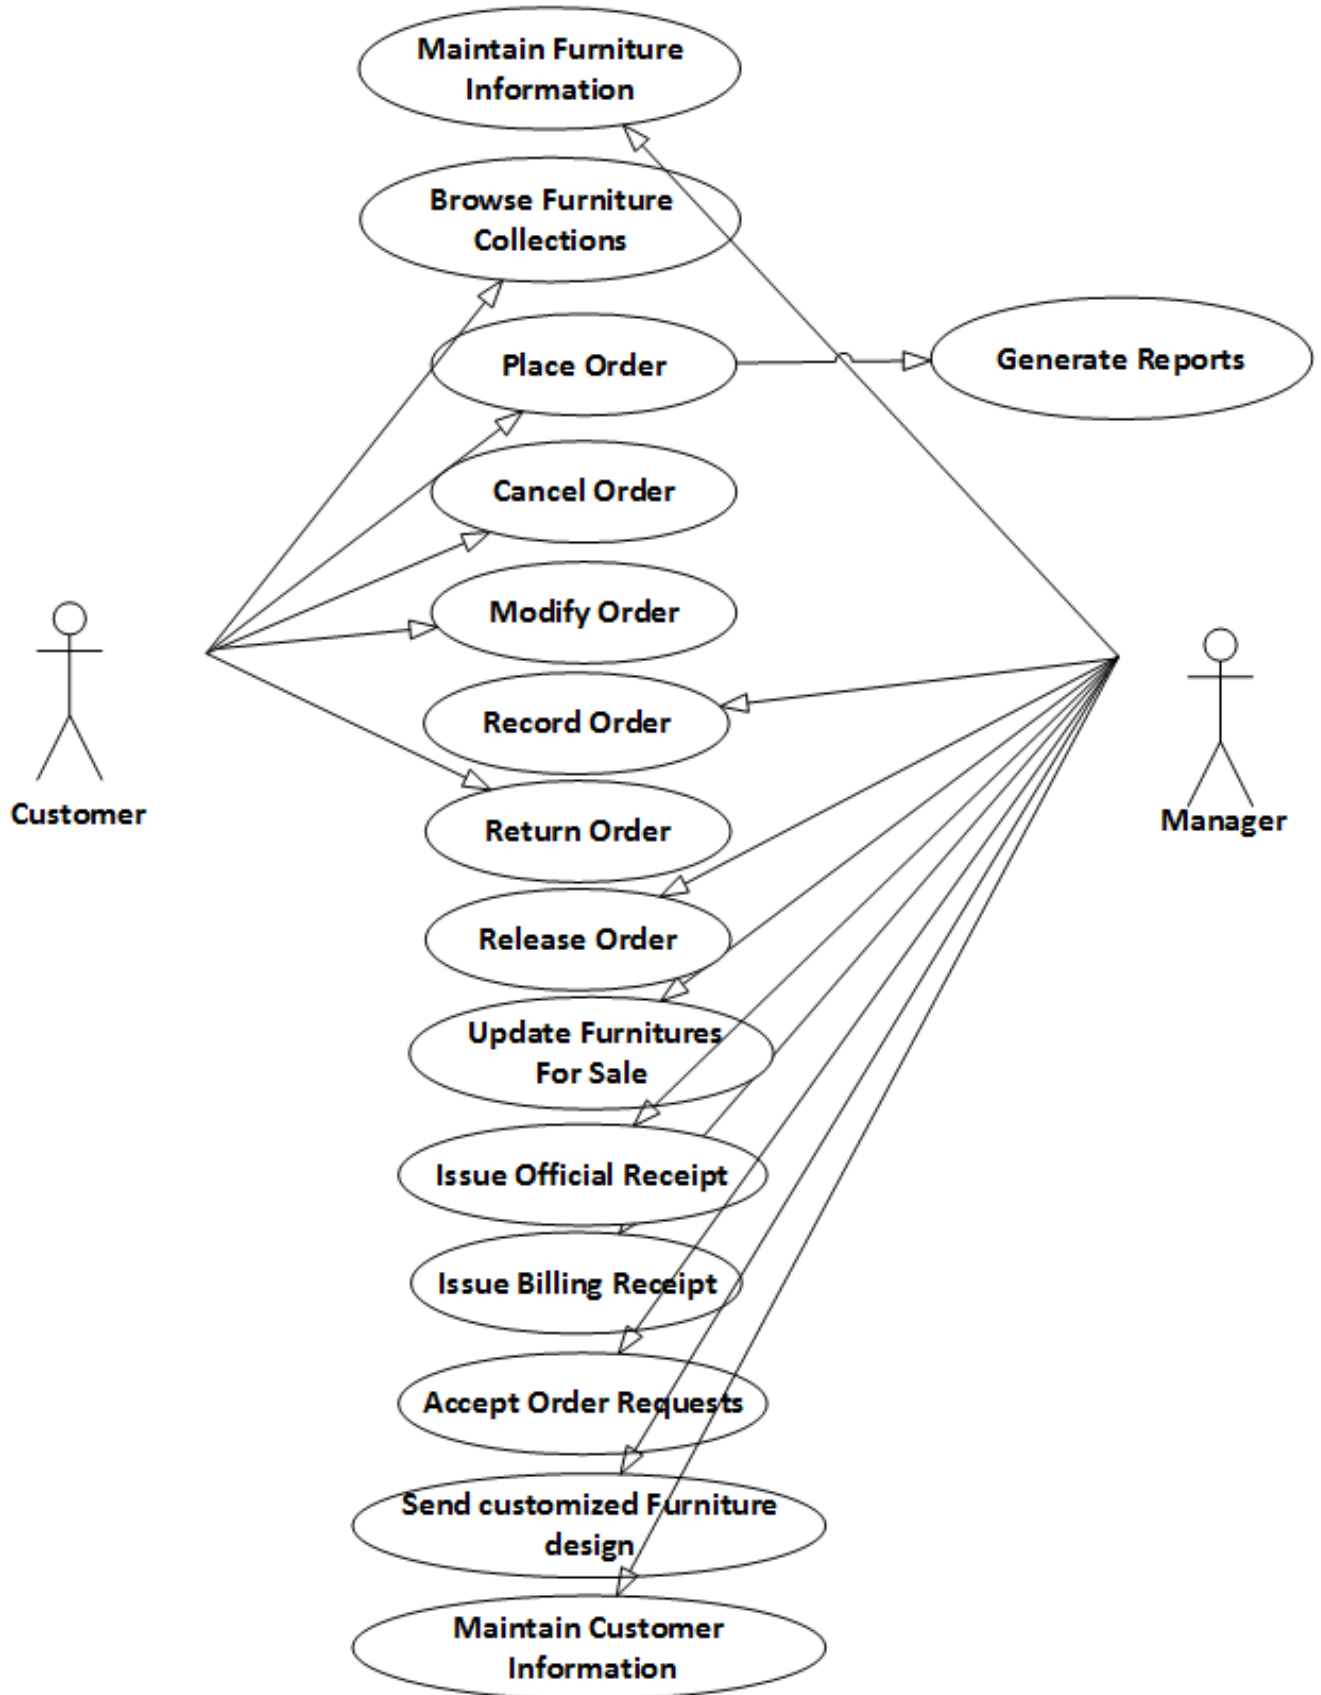 Maintain Furniture
Information
Browse Furniture
Collections
Place Order
Generate Reports
Cancel Order
Modify Order
Record Order
Customer
Manager
Return Order
Release Order
Update Furnitures
For Sale
Issue Official Receipt
Issue Billing Receipt
Accept Order Requests
Send customized Furniture
design
Maintain Customer
Information